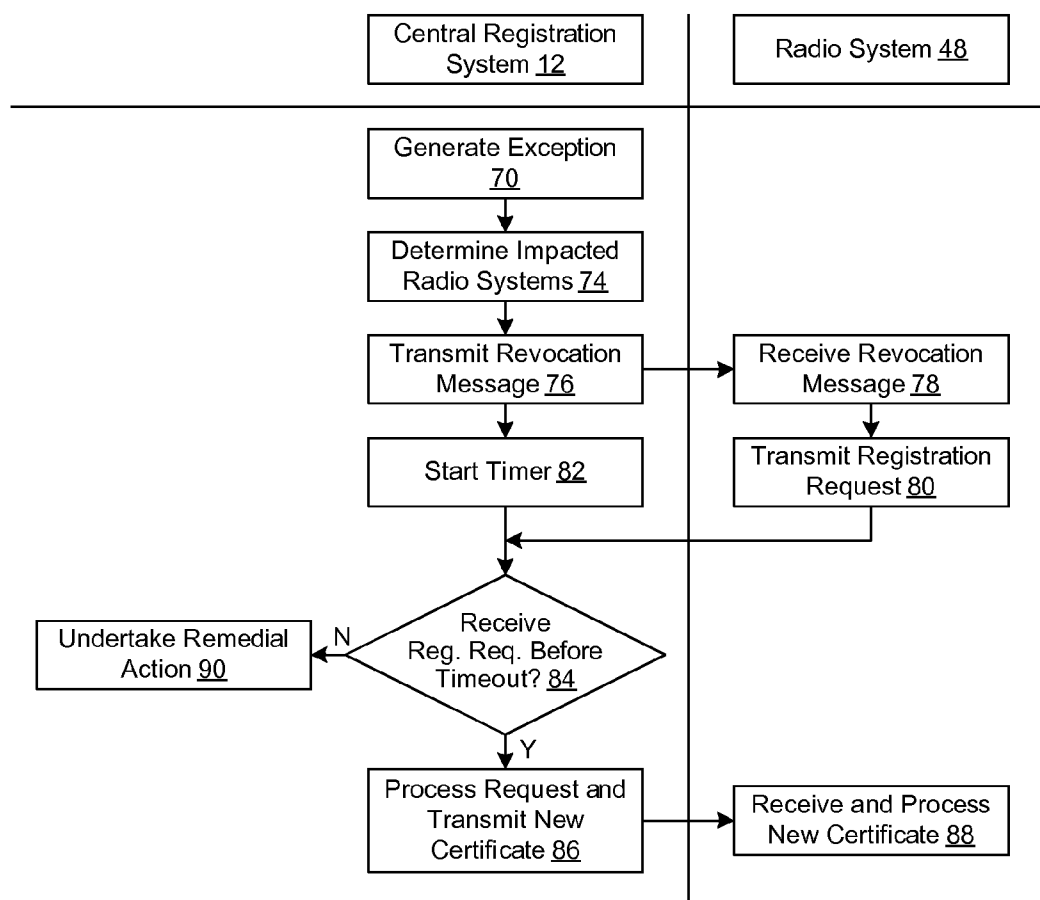 Central Registration
System 12
Radio System 48
Generate Exception
70
Determine Impacted
Radio Systems 74
Transmit Revocation
Message 76
Receive Revocation
Message 78
Start Timer 82
Transmit Registration
Request 80
Receive
Reg. Req. Before
Timeout? 84
N
Undertake Remedial
Action 90
Y
Process Request and
Transmit New
Certificate 86
Receive and Process
New Certificate 88